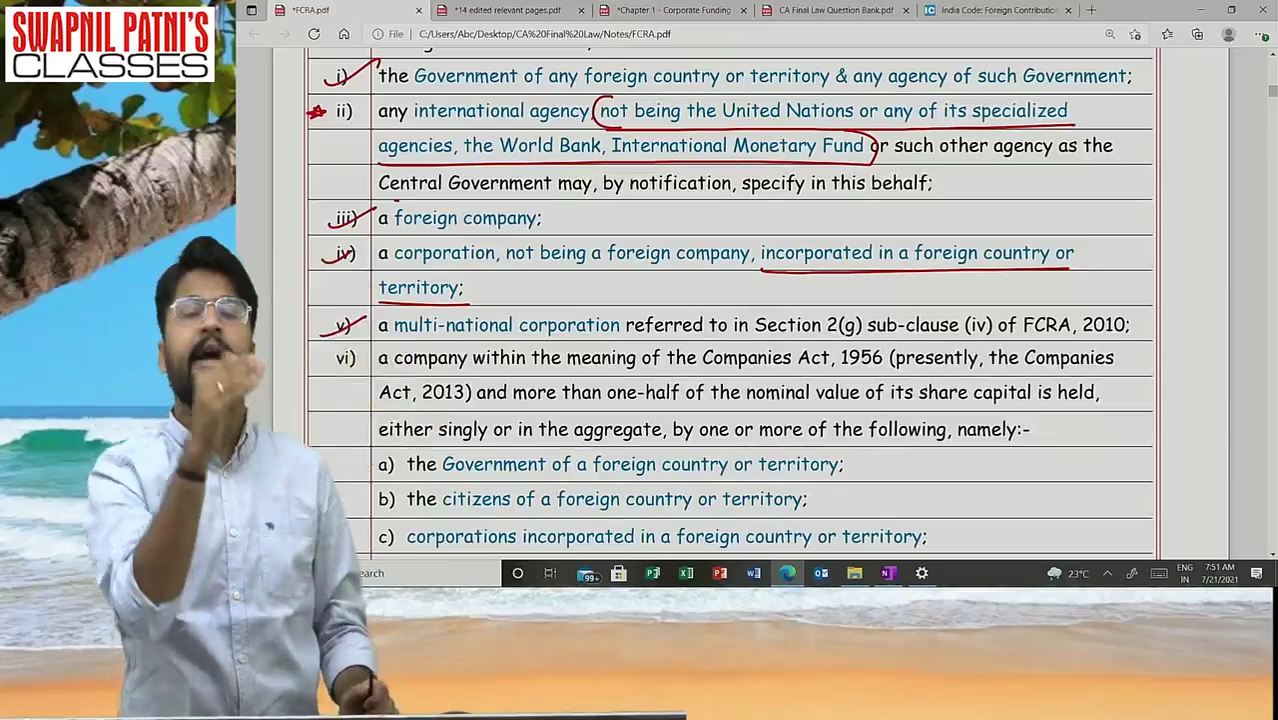 SWAPNIL PATNI'S
CLASSES
*FCRA.pdf
*14 edited relevant pages.pdf
*Chapter 1 - Corporate Funding
CA Final Law Question Bank.pdf
India Code: Foreign Contributio
File
C:/Users/Abc/Desktop/CA%20Final%20Law/Notes/FCRA.pdf
i) the Government of any foreign country or territory & any agency of such Government;
ii) any international agency, not being the United Nations or any of its specialized
agencies, the World Bank, International Monetary Fund or such other agency as the
Central Government may, by notification, specify in this behalf;
iii) a foreign company;
iv) a corporation, not being a foreign company, incorporated in a foreign country or
territory;
v) a multi-national corporation referred to in Section 2(g) sub-clause (iv) of FCRA, 2010;
vi) a company within the meaning of the Companies Act, 1956 (presently, the Companies
Act, 2013) and more than one-half of the nominal value of its share capital is held,
either singly or in the aggregate, by one or more of the following, namely:-
a) the Government of a foreign country or territory;
b) the citizens of a foreign country or territory;
c) corporations incorporated in a foreign country or territory;
earch
99+
23°C
ENG
IN
7:51 AM
7/21/2021